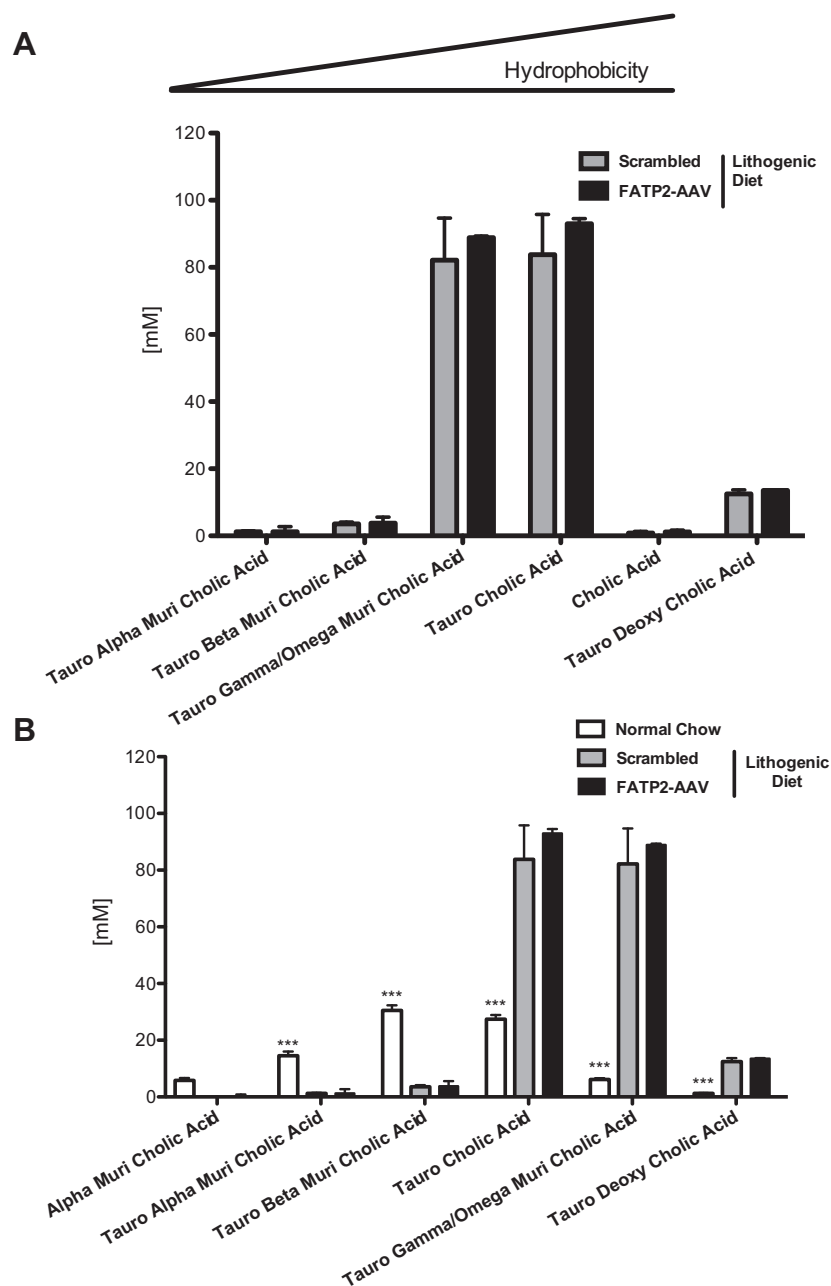 A
Hydrophobicity
120
100
80
60
40
20
0
[mM]
Scrambled
FATP2-AAV
Lithogenic
Diet
Tauro Alpha Muri Cholic Acid
Tauro Beta Muri Cholic Acid
Tauro Gamma/Omega Muri Cholic Acid
Tauro Cholic Acid
Cholic Acid
Tauro Deoxy Cholic Acid
B
Normal Chow
Scrambled
FATP2-AAV
Lithogenic
Diet
120
100
80
60
40
20
0
[mM]
***
***
***
***
***
Alpha Muri Cholic Acid
Tauro Alpha Muri Cholic Acid
Tauro Beta Muri Cholic Acid
Tauro Cholic Acid
Tauro Gamma/Omega Muri Cholic Acid
Tauro Deoxy Cholic Acid